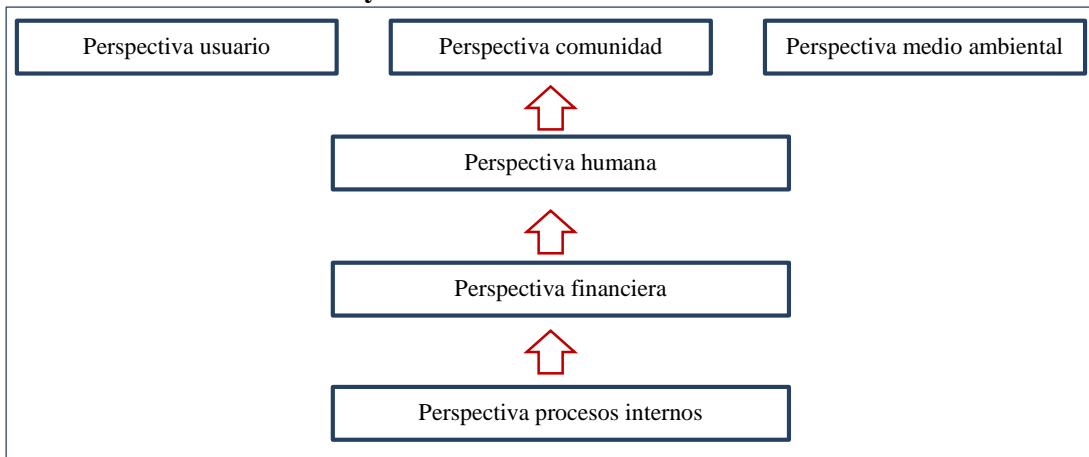 Perspectiva usuario
Perspectiva comunidad
Perspectiva medio ambiental
Perspectiva humana
Perspectiva financiera
Perspectiva procesos internos